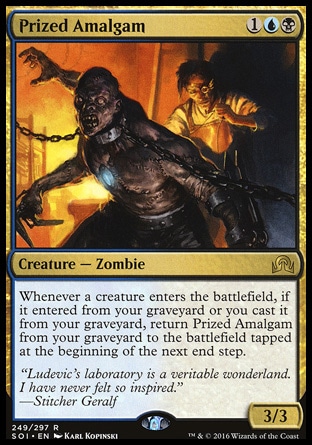 Prized Amalgam 1
Creature — Zombie
Whenever a creature enters the battlefield, if
it entered from your graveyard or you cast it
from your graveyard, return Prized Amalgam
from your graveyard to the battlefield tapped
at the beginning of the next end step.
“Ludevic’s laboratory is a veritable wonderland.
I have never felt so inspired.”
—Stitcher Geralf
3/3
249/297 R
SOI • EN Karl Kopinski
™ & © 2016 Wizards of the Coast